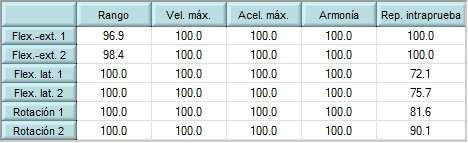 Rango Vel. máx. Acel. máx. Armonía Rep. intraprueba
Flex.-ext. 1 96.9 100.0 100.0 100.0 100.0
Flex.-ext. 2 98.4 100.0 100.0 100.0 100.0
Flex. lat. 1 100.0 100.0 100.0 100.0 72.1
Flex. lat. 2 100.0 100.0 100.0 100.0 75.7
Rotación 1 100.0 100.0 100.0 100.0 81.6
Rotación 2 100.0 100.0 100.0 100.0 90.1